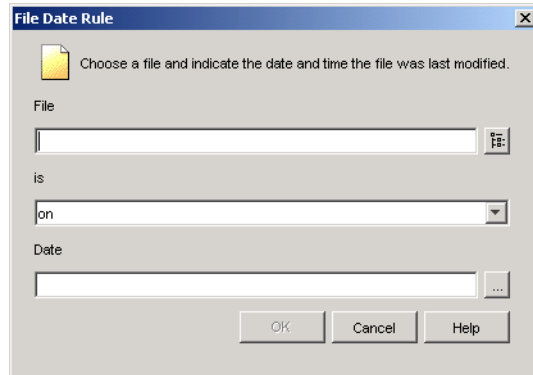 File Date Rule
Choose a file and indicate the date and time the file was last modified.
File
is
on
Date
...
OK
Cancel
Help